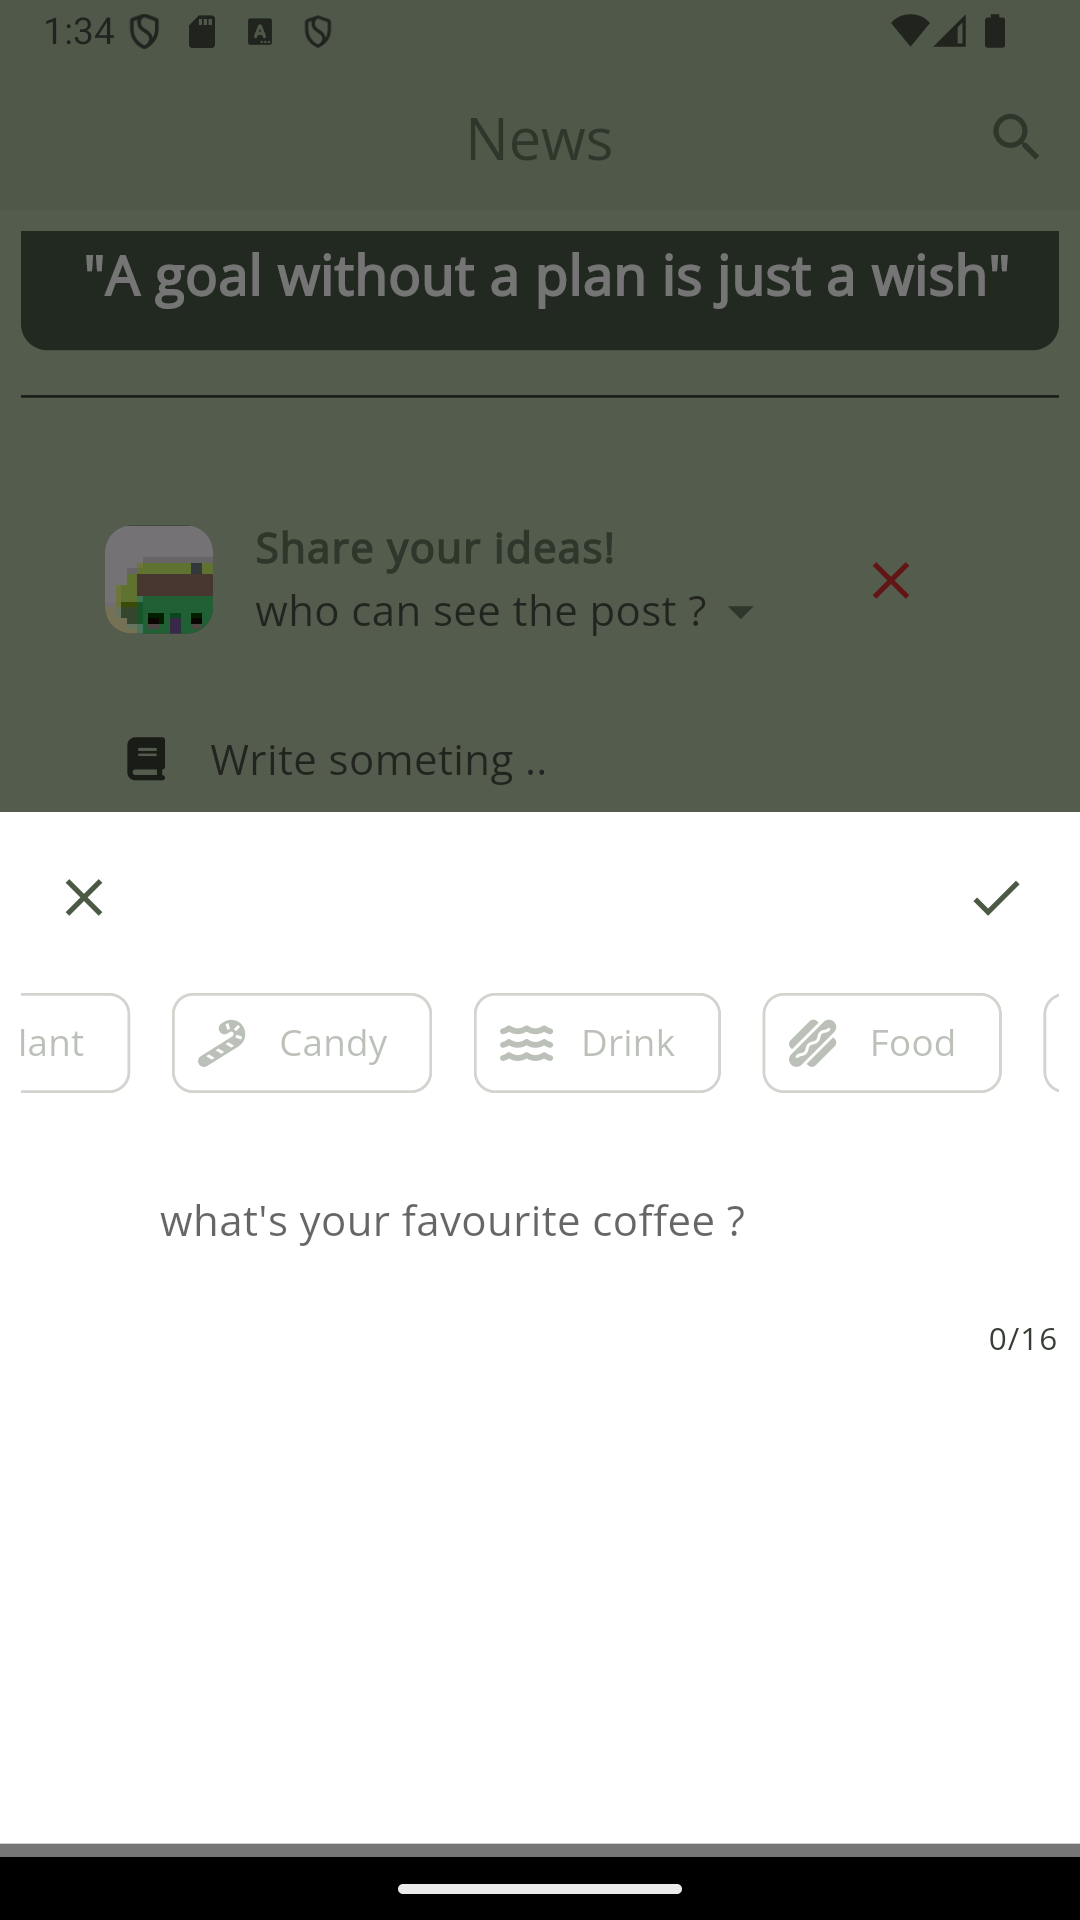 1:34
News
"A goal without a plan is just a wish"
Share your ideas!
who can see the post ?
Write someting ..
lant
Candy
Drink
Food
what's your favourite coffee ?
0/16